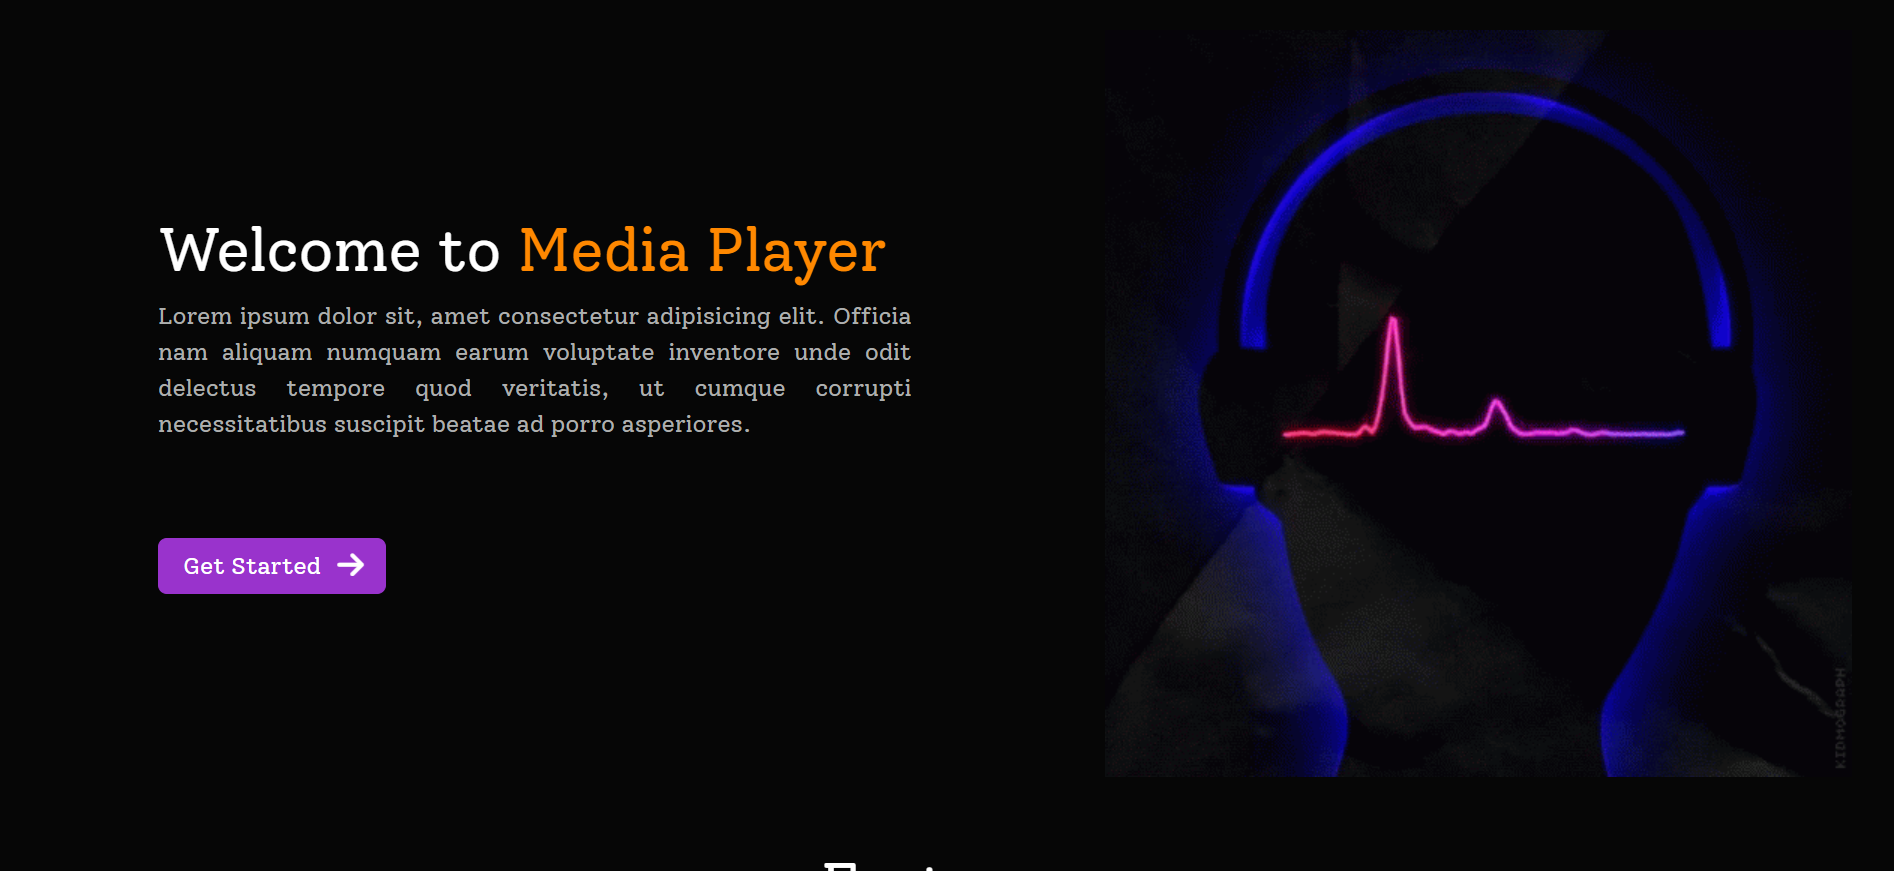 Welcome to Media Player
Lorem ipsum dolor sit, amet consectetur adipisicing elit. Officia
nam aliquam numquam earum voluptate inventore unde odit
delectus tempore quod veritatis, ut cumque corrupti
necessitatibus suscipit beatae ad porro asperiores.
Get Started
KIDMOGRAPH